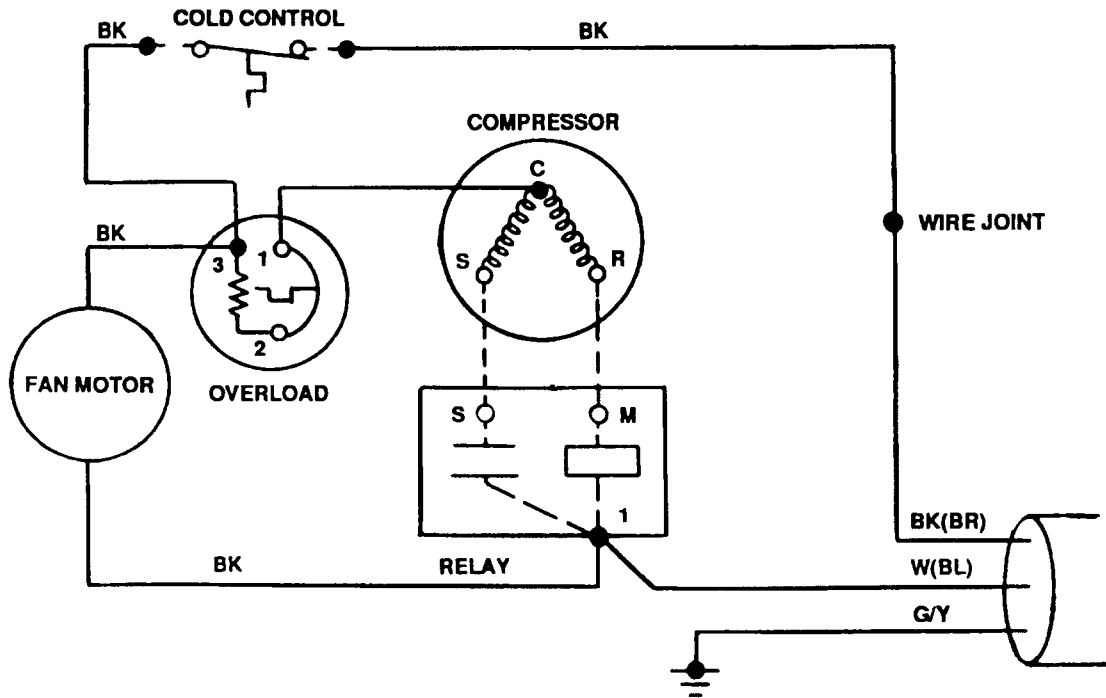 COLD CONTROL
BK
BK
COMPRESSOR
C
WIRE JOINT
BK
3
1
S
R
2
FAN MOTOR
OVERLOAD
S
M
1
BK(BR)
BK
RELAY
W(BL)
G/Y